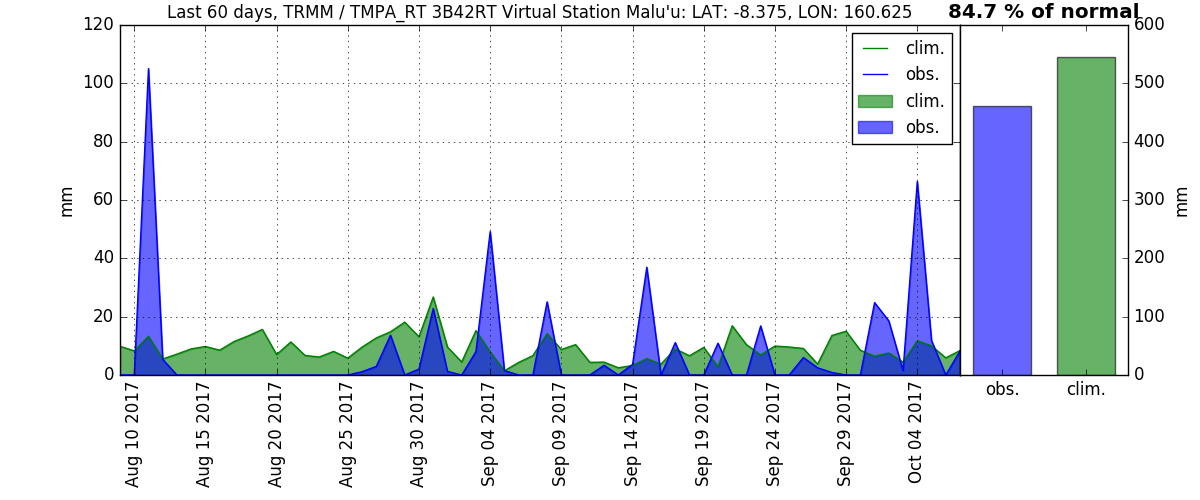 Last 60 days, TRMM / TMPA_RT 3B42RT Virtual Station Malu'u: LAT: -8.375, LON: 160.625
84.7 % of normal
120
100
80
60
40
20
0
mm
clim.
obs.
clim.
obs.
600
500
400
300
200
100
0
mm
Aug 10 2017
Aug 15 2017
Aug 20 2017
Aug 25 2017
Aug 30 2017
Sep 04 2017
Sep 09 2017
Sep 14 2017
Sep 19 2017
Sep 24 2017
Sep 29 2017
Oct 04 2017
obs.
clim.